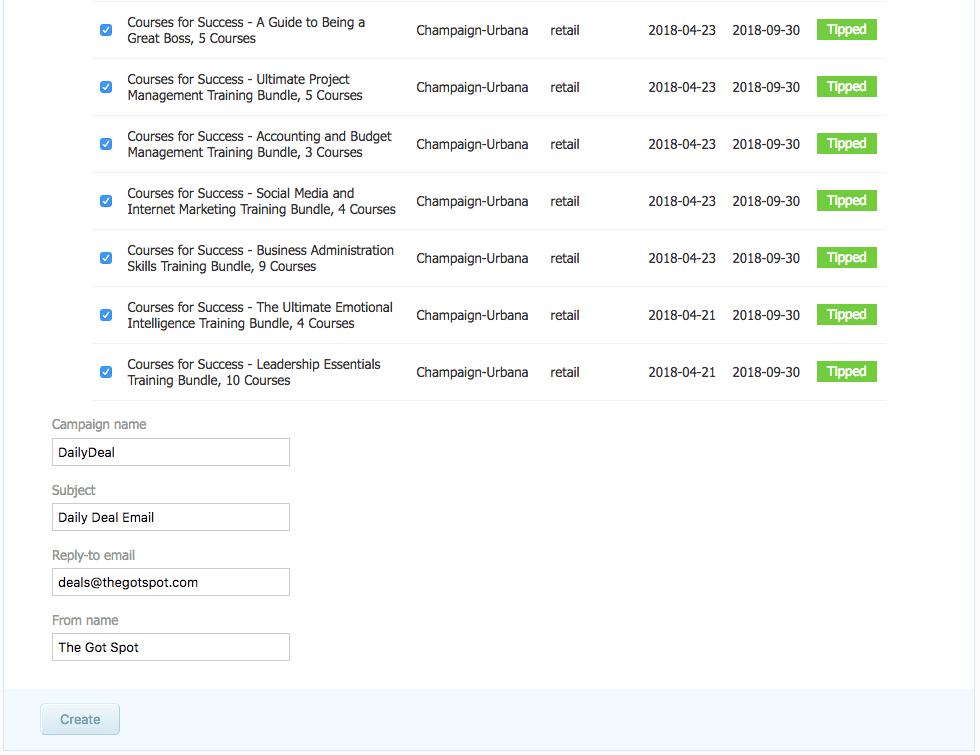 Courses for Success - A Guide to Being a
Great Boss, 5 Courses
Champaign-Urbana retail 2018-04-23 2018-09-30 Tipped
Courses for Success - Ultimate Project
Management Training Bundle, 5 Courses
Champaign-Urbana retail 2018-04-23 2018-09-30 Tipped
Courses for Success - Accounting and Budget
Management Training Bundle, 3 Courses
Champaign-Urbana retail 2018-04-23 2018-09-30 Tipped
Courses for Success - Social Media and
Internet Marketing Training Bundle, 4 Courses
Champaign-Urbana retail 2018-04-23 2018-09-30 Tipped
Courses for Success - Business Administration
Skills Training Bundle, 9 Courses
Champaign-Urbana retail 2018-04-23 2018-09-30 Tipped
Courses for Success - The Ultimate Emotional
Intelligence Training Bundle, 4 Courses
Champaign-Urbana retail 2018-04-21 2018-09-30 Tipped
Courses for Success - Leadership Essentials
Training Bundle, 10 Courses
Champaign-Urbana retail 2018-04-21 2018-09-30 Tipped
Campaign name
DailyDeal
Subject
Daily Deal Email
Reply-to email
deals@thegotspot.com
From name
The Got Spot
Create